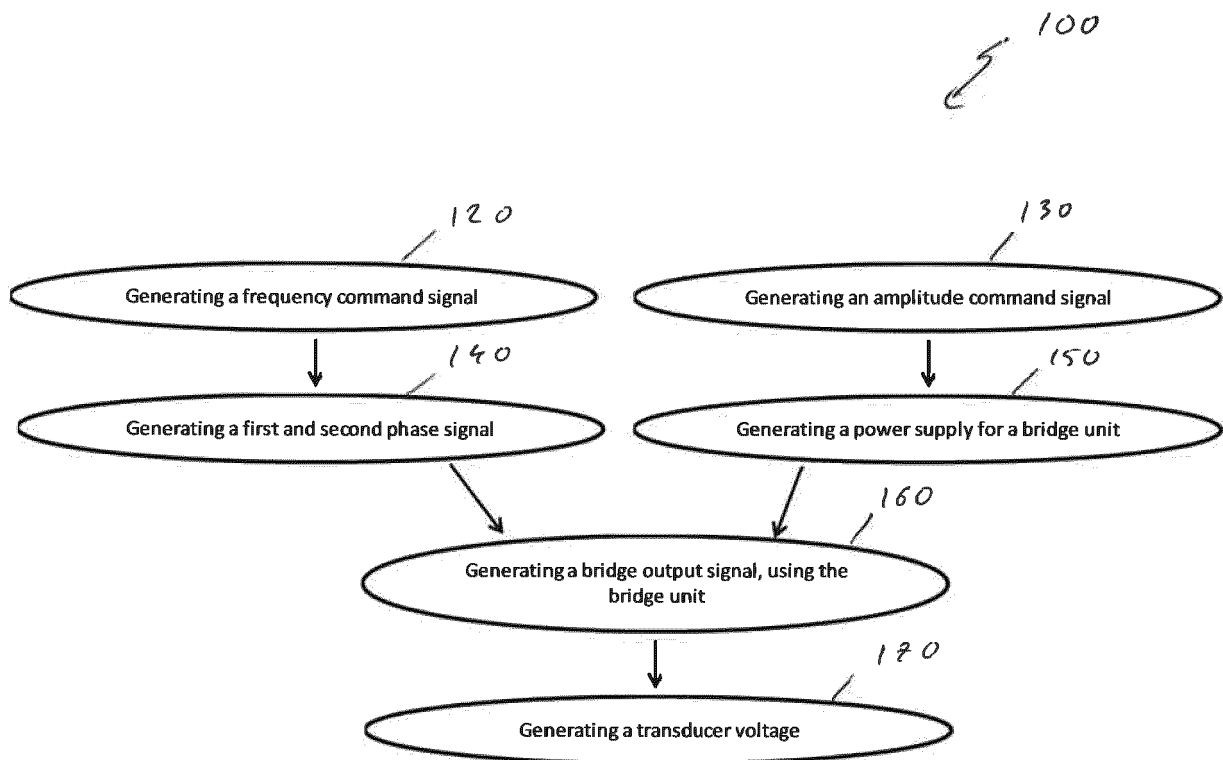 100
120
130
Generating a frequency command signal
Generating an amplitude command signal
140
150
Generating a first and second phase signal
Generating a power supply for a bridge unit
160
Generating a bridge output signal, using the
bridge unit
170
Generating a transducer voltage